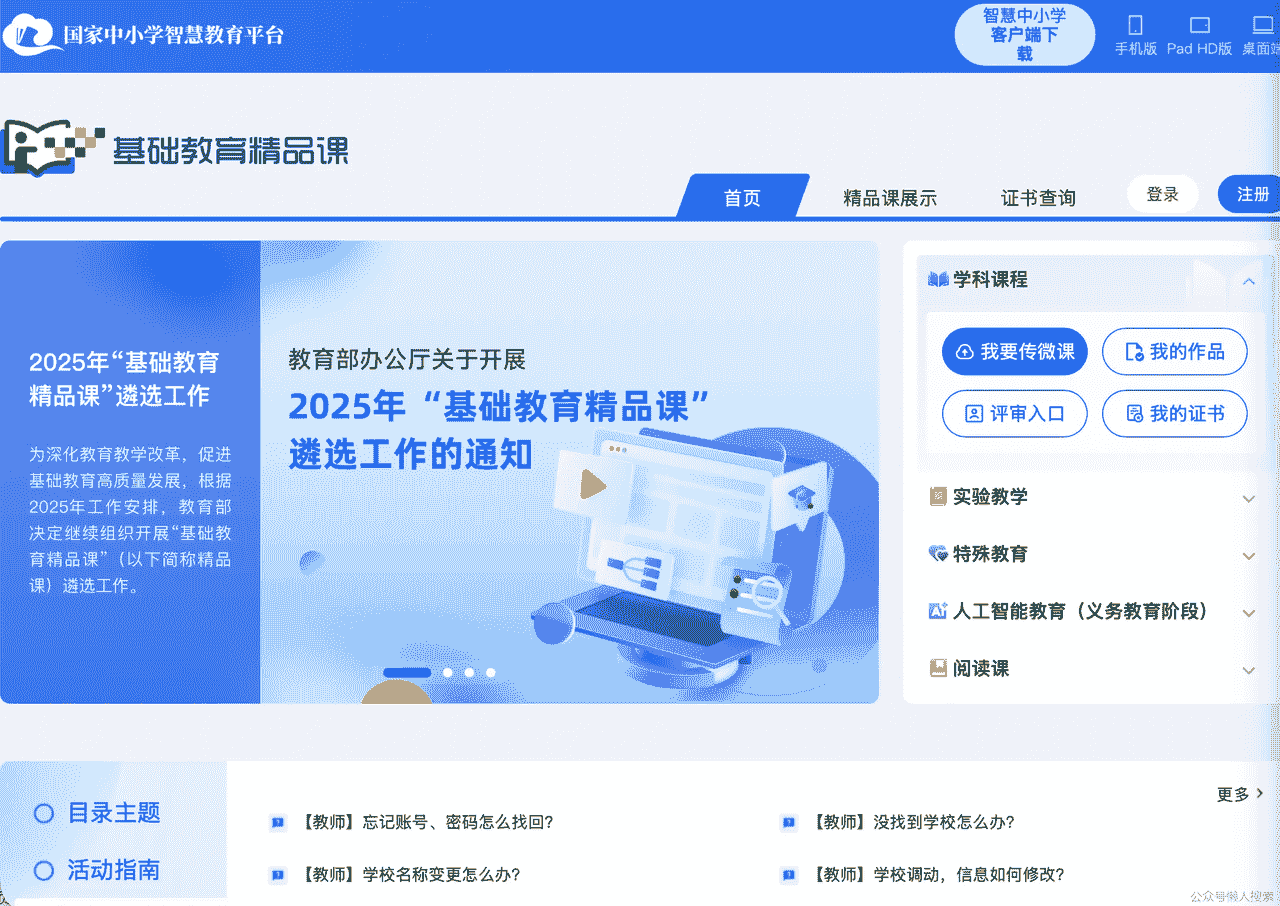 国家中小学智慧教育平台
智慧中小学
客户端下
载
手机版 Pad HD版 桌面端
基础教育精品课
首页 精品课展示 证书查询 登录 注册
2025年“基础教育
精品课”遴选工作
为深化教育教学改革，促进
基础教育高质量发展，根据
2025年工作安排，教育部
决定继续组织开展“基础教
育精品课”（以下简称精品
课）遴选工作。
教育部办公厅关于开展
2025年“基础教育精品课”
遴选工作的通知
学科课程
我要传微课 我的作品
评审入口 我的证书
实验教学
特殊教育
人工智能教育（义务教育阶段）
阅读课
目录主题
活动指南
更多
【教师】忘记账号、密码怎么找回?
【教师】没找到学校怎么办?
【教师】学校名称变更怎么办?
【教师】学校调动，信息如何修改?
公众号懒人搜索